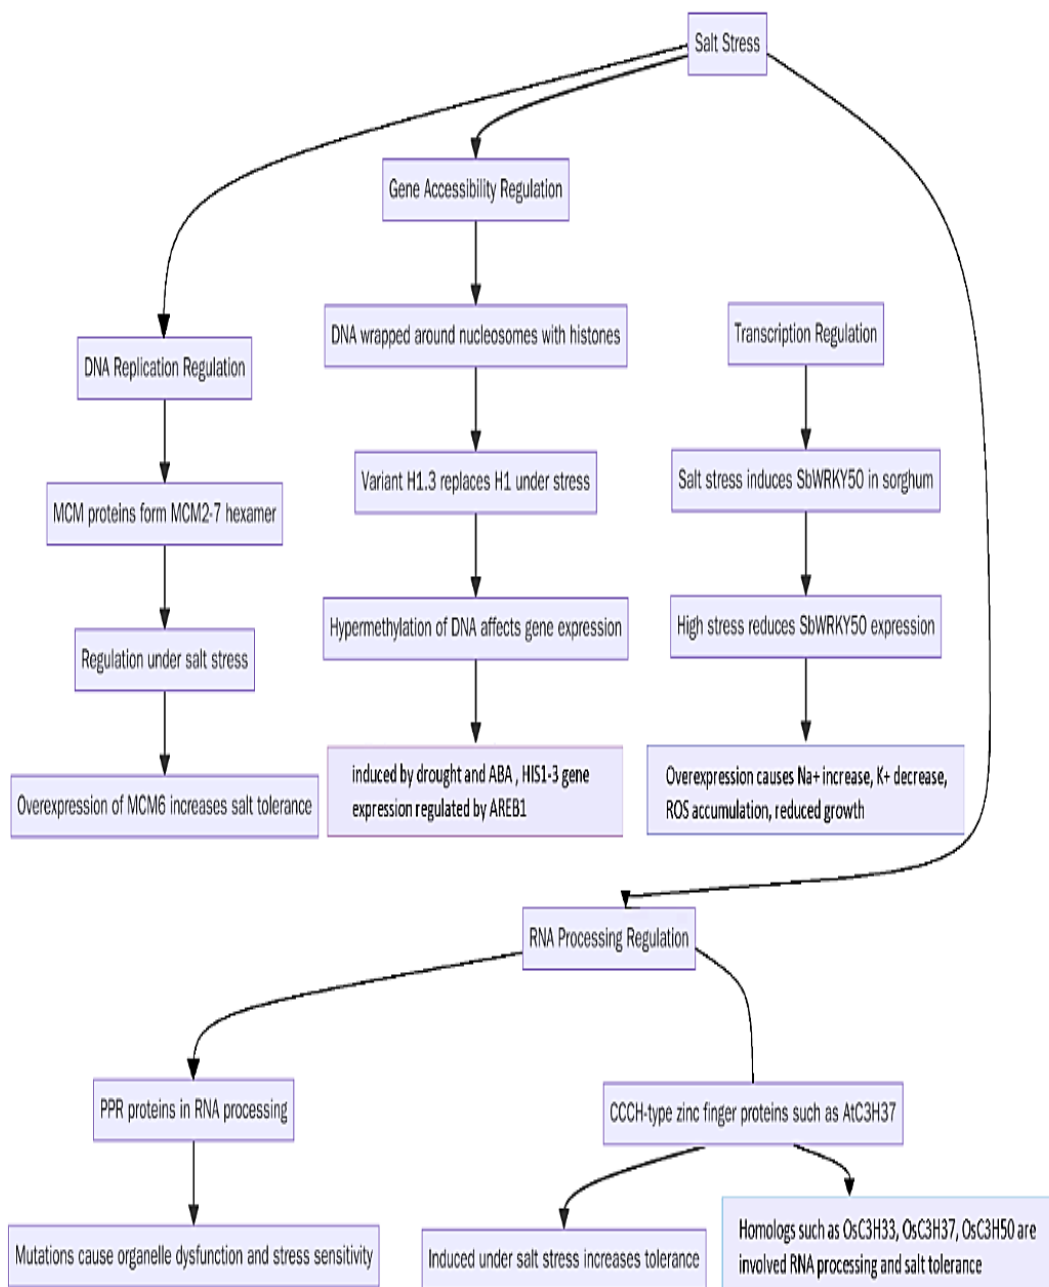 Salt Stress
Gene Accessibility Regulation
DNA wrapped around nucleosomes with histones
Transcription Regulation
DNA Replication Regulation
Variant H1.3 replaces H1 under stress
Salt stress induces SbWRKY50 in sorghum
MCM proteins form MCM2-7 hexamer
Hypermethylation of DNA affects gene expression
High stress reduces SbWRKY50 expression
Regulation under salt stress
induced by drought and ABA , HIS1-3 gene
expression regulated by AREB1
Overexpression causes Na+ increase, K+ decrease,
ROS accumulation, reduced growth
Overexpression of MCM6 increases salt tolerance
RNA Processing Regulation
PPR proteins in RNA processing
CCCH-type zinc finger proteins such as AtC3H37
Mutations cause organelle dysfunction and stress sensitivity
Induced under salt stress increases tolerance
Homologs such as OsC3H33, OsC3H37, OsC3H50 are
involved RNA processing and salt tolerance